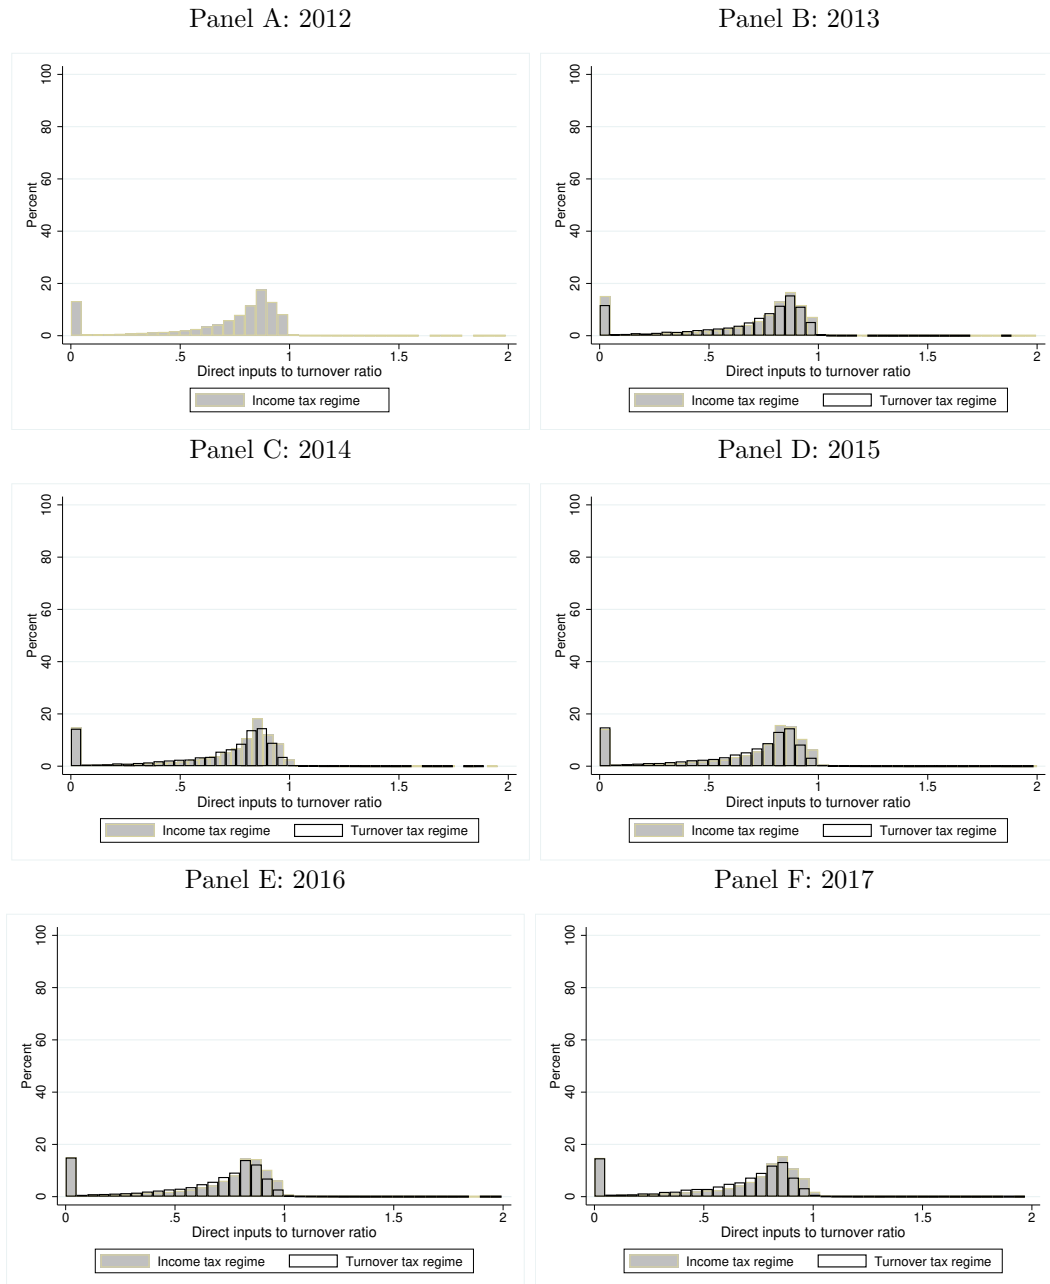 Panel A: 2012
Percent
100
80
60
40
20
0
0 .5 1 1.5 2
Direct inputs to turnover ratio
Income tax regime
Panel B: 2013
Percent
100
80
60
40
20
0
0 .5 1 1.5 2
Direct inputs to turnover ratio
Income tax regime Turnover tax regime
Panel C: 2014
Percent
100
80
60
40
20
0
0 .5 1 1.5 2
Direct inputs to turnover ratio
Income tax regime Turnover tax regime
Panel D: 2015
Percent
100
80
60
40
20
0
0 .5 1 1.5 2
Direct inputs to turnover ratio
Income tax regime Turnover tax regime
Panel E: 2016
Percent
100
80
60
40
20
0
0 .5 1 1.5 2
Direct inputs to turnover ratio
Income tax regime Turnover tax regime
Panel F: 2017
Percent
100
80
60
40
20
0
0 .5 1 1.5 2
Direct inputs to turnover ratio
Income tax regime Turnover tax regime